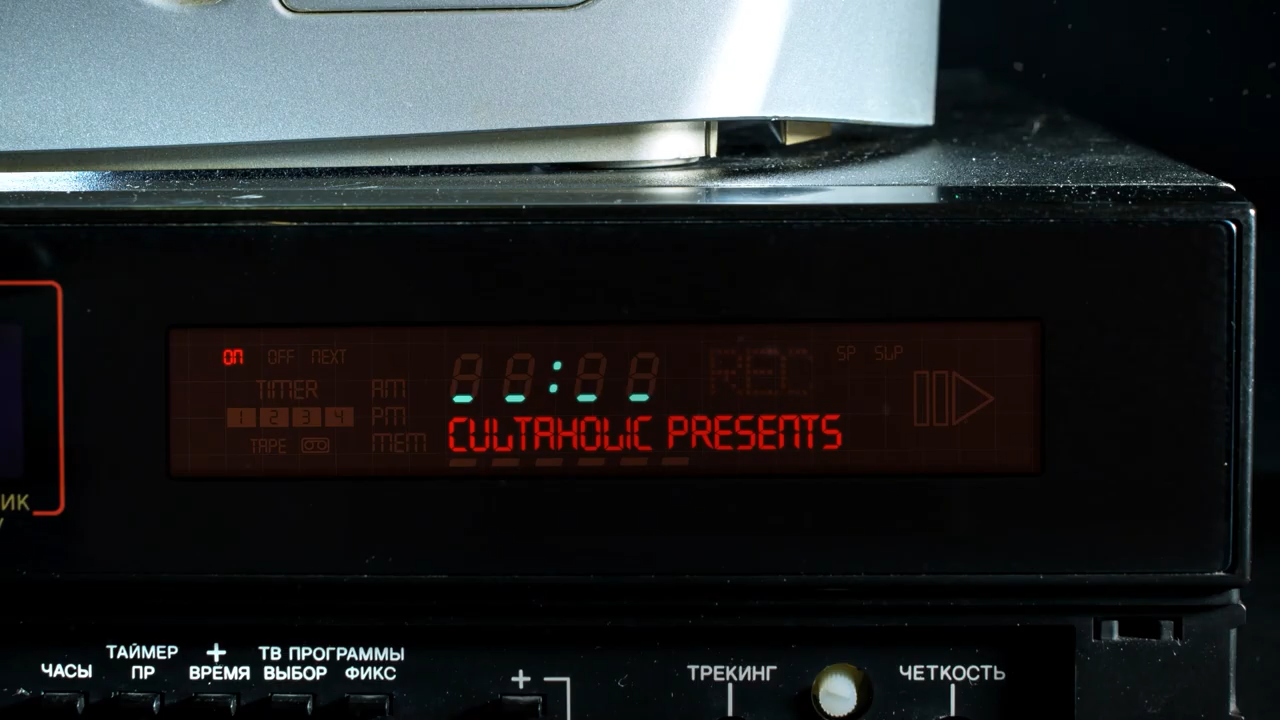 ON OFF NEXT
TIMER
1 2 3 4
TAPE
AM
PM
MEM
88:88
REC
SP SLP
CULTAHOLIC PRESENTS
ИК
ЧАСЫ
ТАЙМЕР
ПР
+
ВРЕМЯ
ТВ ПРОГРАММЫ
ВЫБОР ФИКС
+
ТРЕКИНГ
ЧЕТКОСТЬ